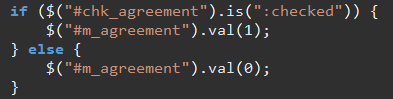 if ($("#chk_agreement").is(":checked")) {
    $("#m_agreement").val(1);
} else {
    $("#m_agreement").val(0);
}